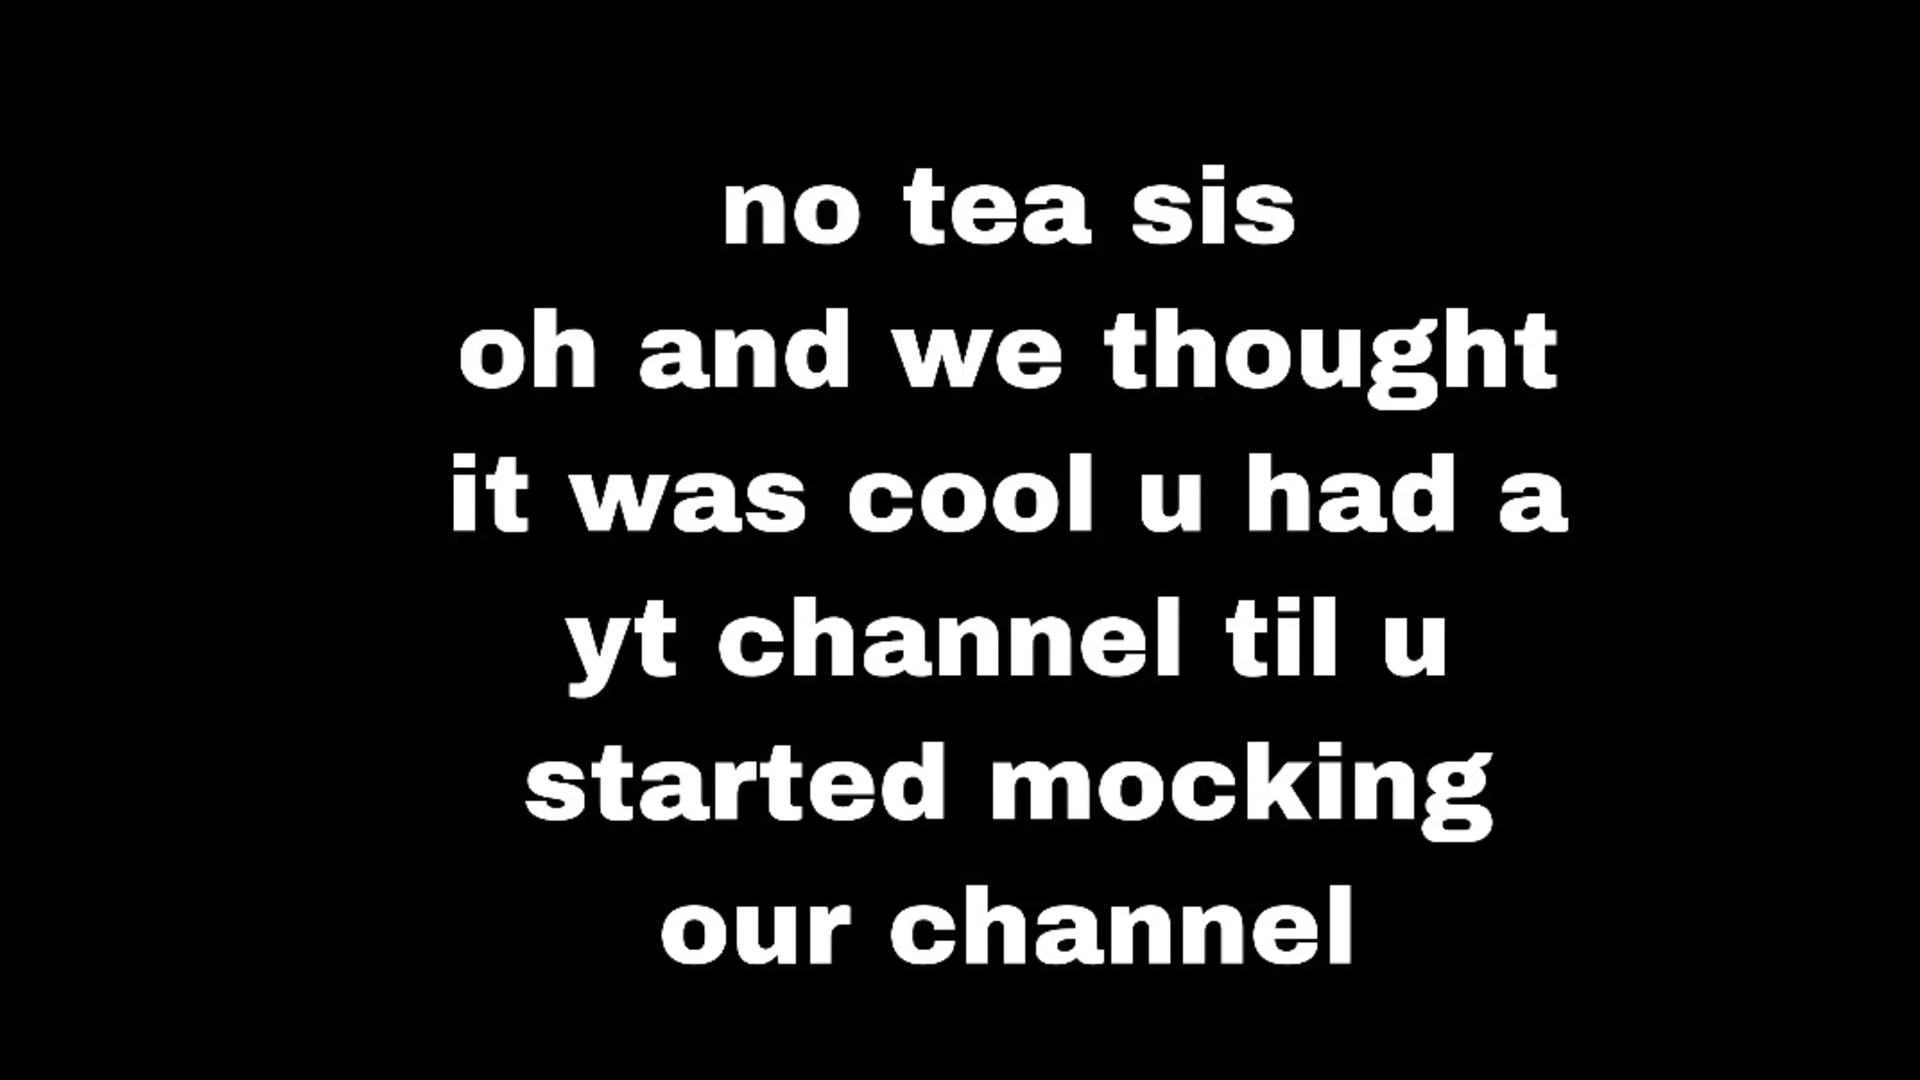 no tea sis
oh and we thought
it was cool u had a
yt channel til u
started mocking
our channel